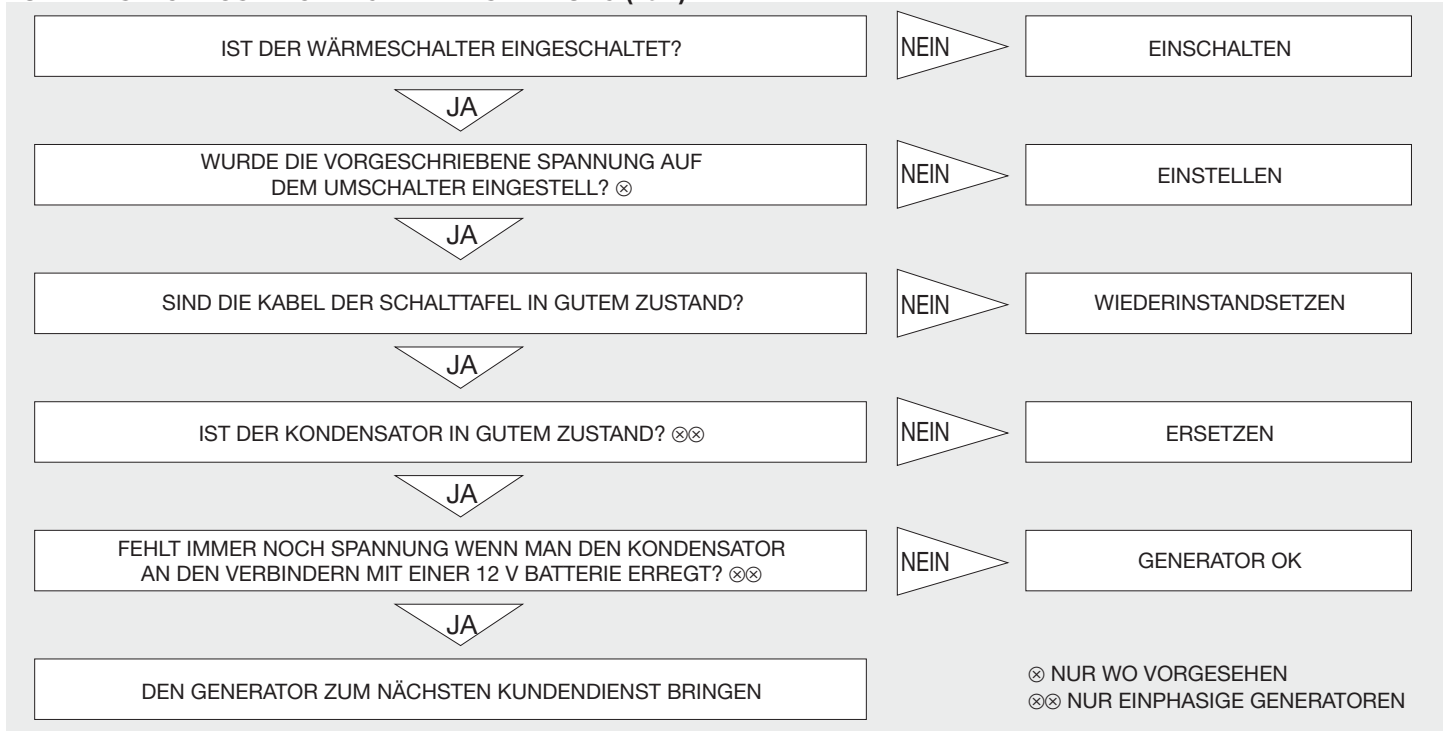 IST DER WÄRMESCHALTER EINGESCHALTET?
NEIN
EINSCHALTEN
JA
WURDE DIE VORGESCHRIEBENE SPANNUNG AUF
DEM UMSCHALTER EINGESTELL? ⊗
NEIN
EINSTELLEN
JA
SIND DIE KABEL DER SCHALTTAFEL IN GUTEM ZUSTAND?
NEIN
WIEDERINSTANDSETZEN
JA
IST DER KONDENSATOR IN GUTEM ZUSTAND? ⊗⊗
NEIN
ERSETZEN
JA
FEHLT IMMER NOCH SPANNUNG WENN MAN DEN KONDENSATOR
AN DEN VERBINDERN MIT EINER 12 V BATTERIE ERREGT? ⊗⊗
NEIN
GENERATOR OK
JA
DEN GENERATOR ZUM NÄCHSTEN KUNDENDIENST BRINGEN
⊗ NUR WO VORGESEHEN
⊗⊗ NUR EINPHASIGE GENERATOREN